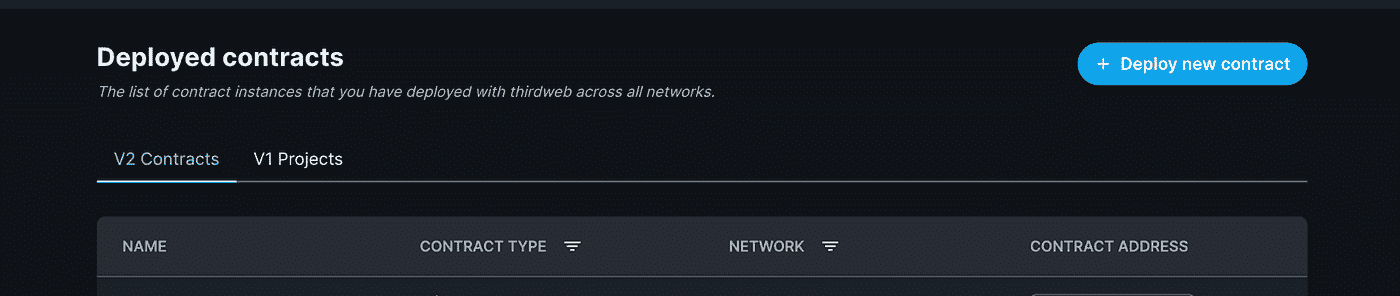 Deployed contracts
+ Deploy new contract
The list of contract instances that you have deployed with thirdweb across all networks.
V2 Contracts V1 Projects
NAME CONTRACT TYPE NETWORK CONTRACT ADDRESS